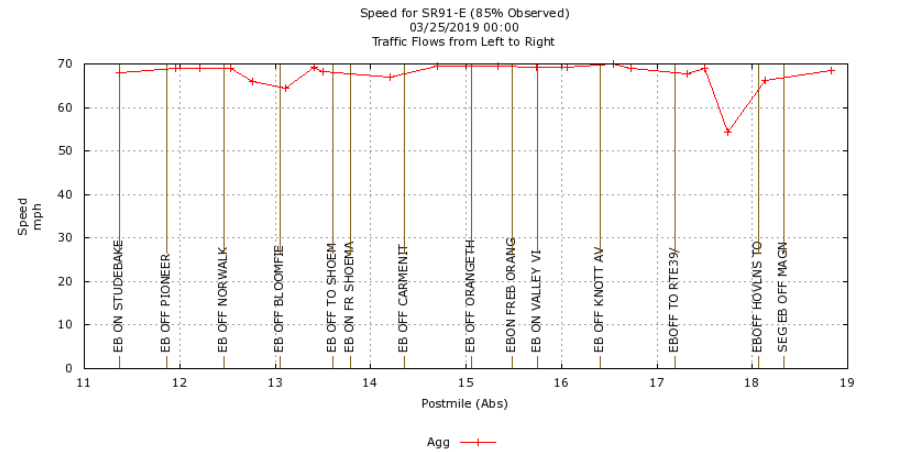 Speed for SR91-E (85% Observed)
03/25/2019 00:00
Traffic Flows from Left to Right
70
60
50
40
30
20
10
0
Speed
mph
EB ON STUDEBAKE
EB OFF PIONEER
EB OFF NORWALK
EB OFF BLOOMFIE
EB OFF TO SHOEM
EB ON FR SHOEMA
EB OFF CARMENIT
EB OFF ORANGETH
EBON FREB ORANG
EB ON VALLEY VI
EB OFF KNOTT AV
EBOFF TO RTE39/
EBOFF HOVLNS TO
SEG EB OFF MAGN
11 12 13 14 15 16 17 18 19
Postmile (Abs)
Agg